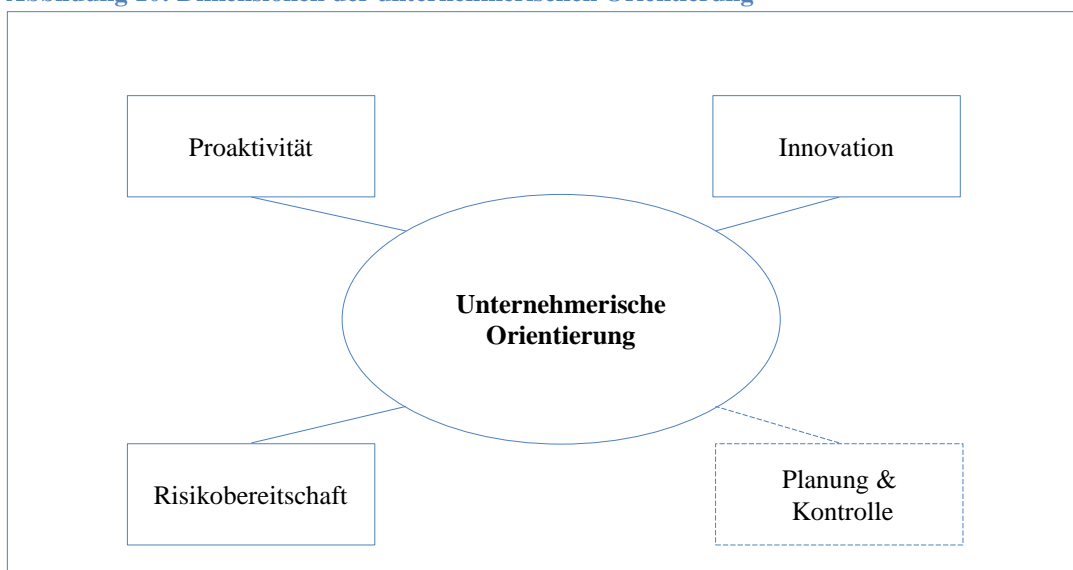 Proaktivität
Innovation
Unternehmerische
Orientierung
Risikobereitschaft
Planung &
Kontrolle